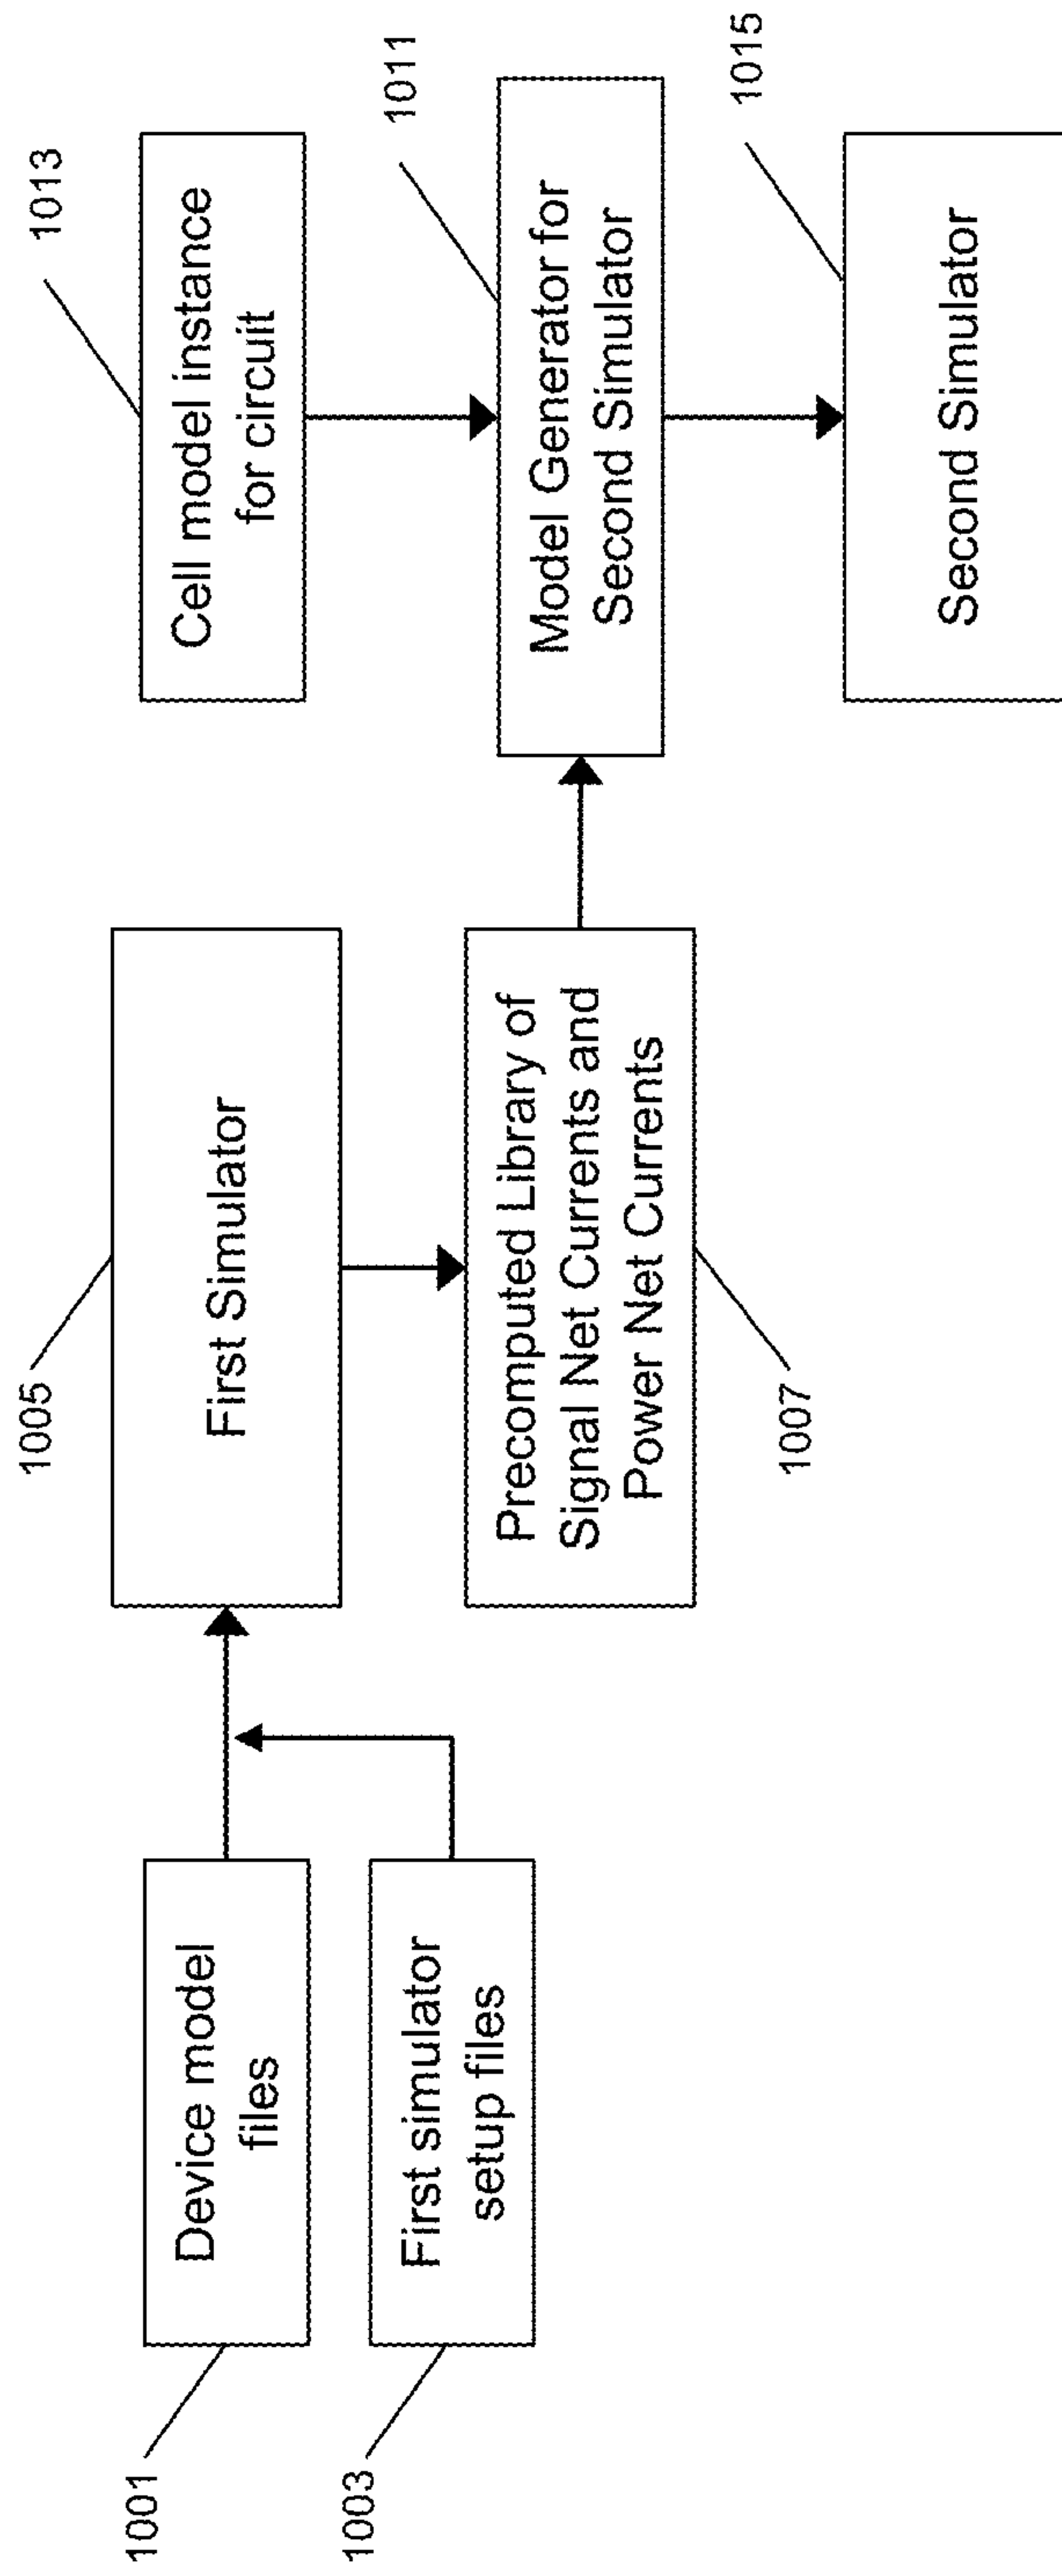 1001
Device model
files
1003
First simulator
setup files
1005
First Simulator
Precomputed Library of
Signal Net Currents and
Power Net Currents
1007
1013
Cell model instance
for circuit
1011
Model Generator for
Second Simulator
1015
Second Simulator